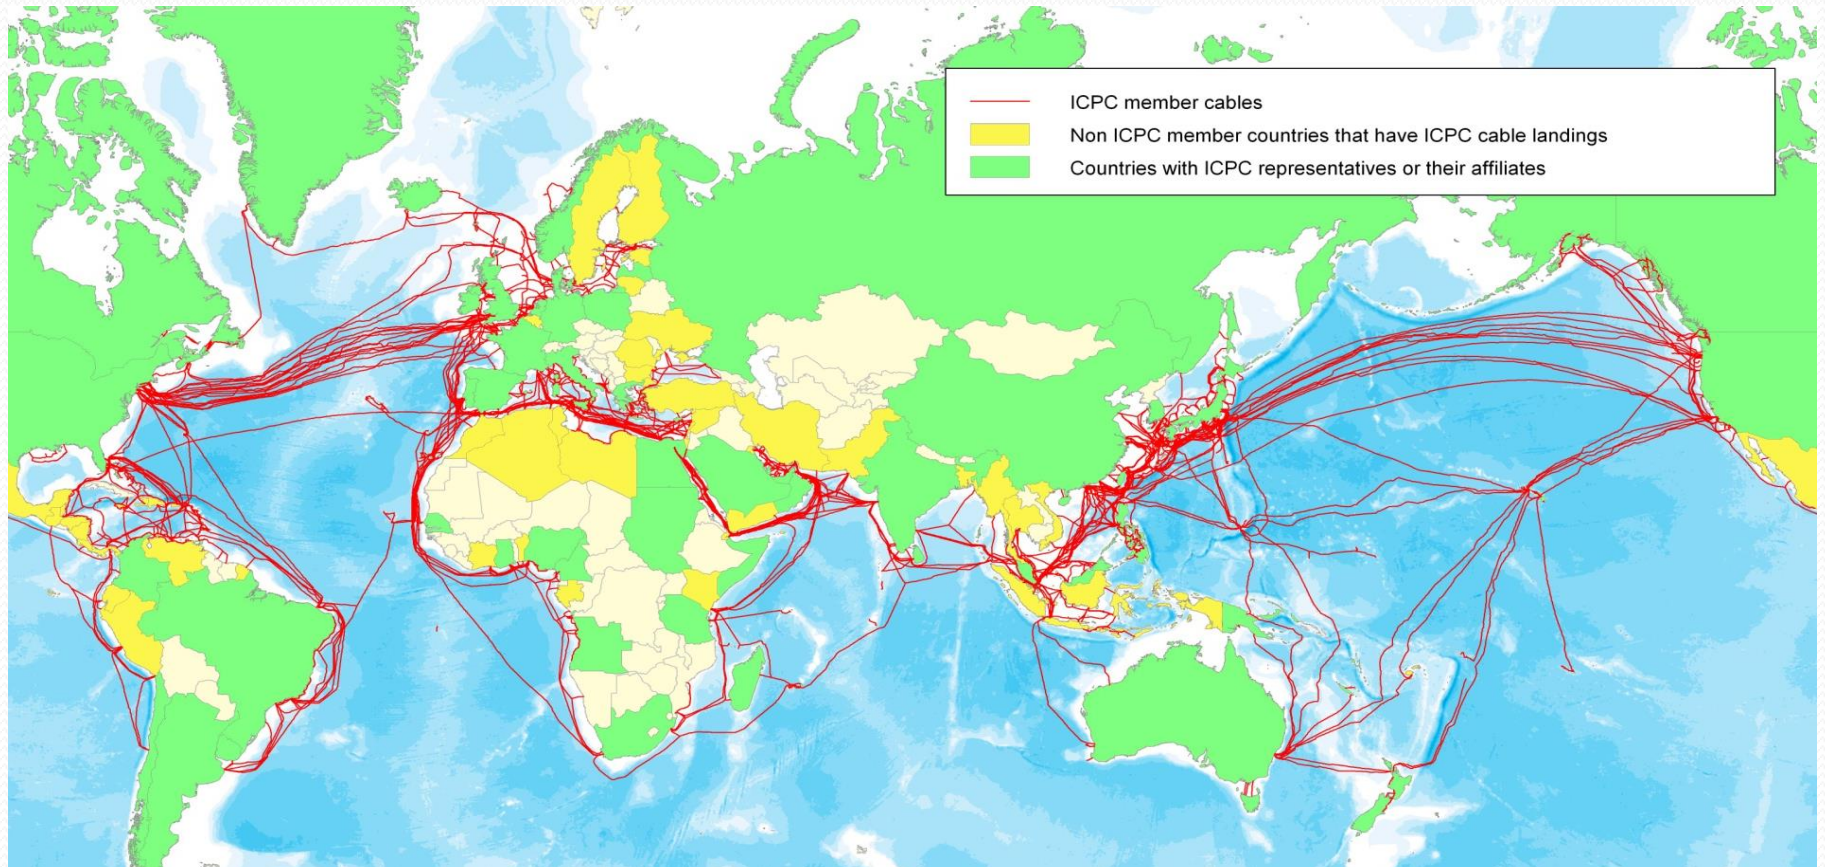 ICPC member cables
Non ICPC member countries that have ICPC cable landings
Countries with ICPC representatives or their affiliates